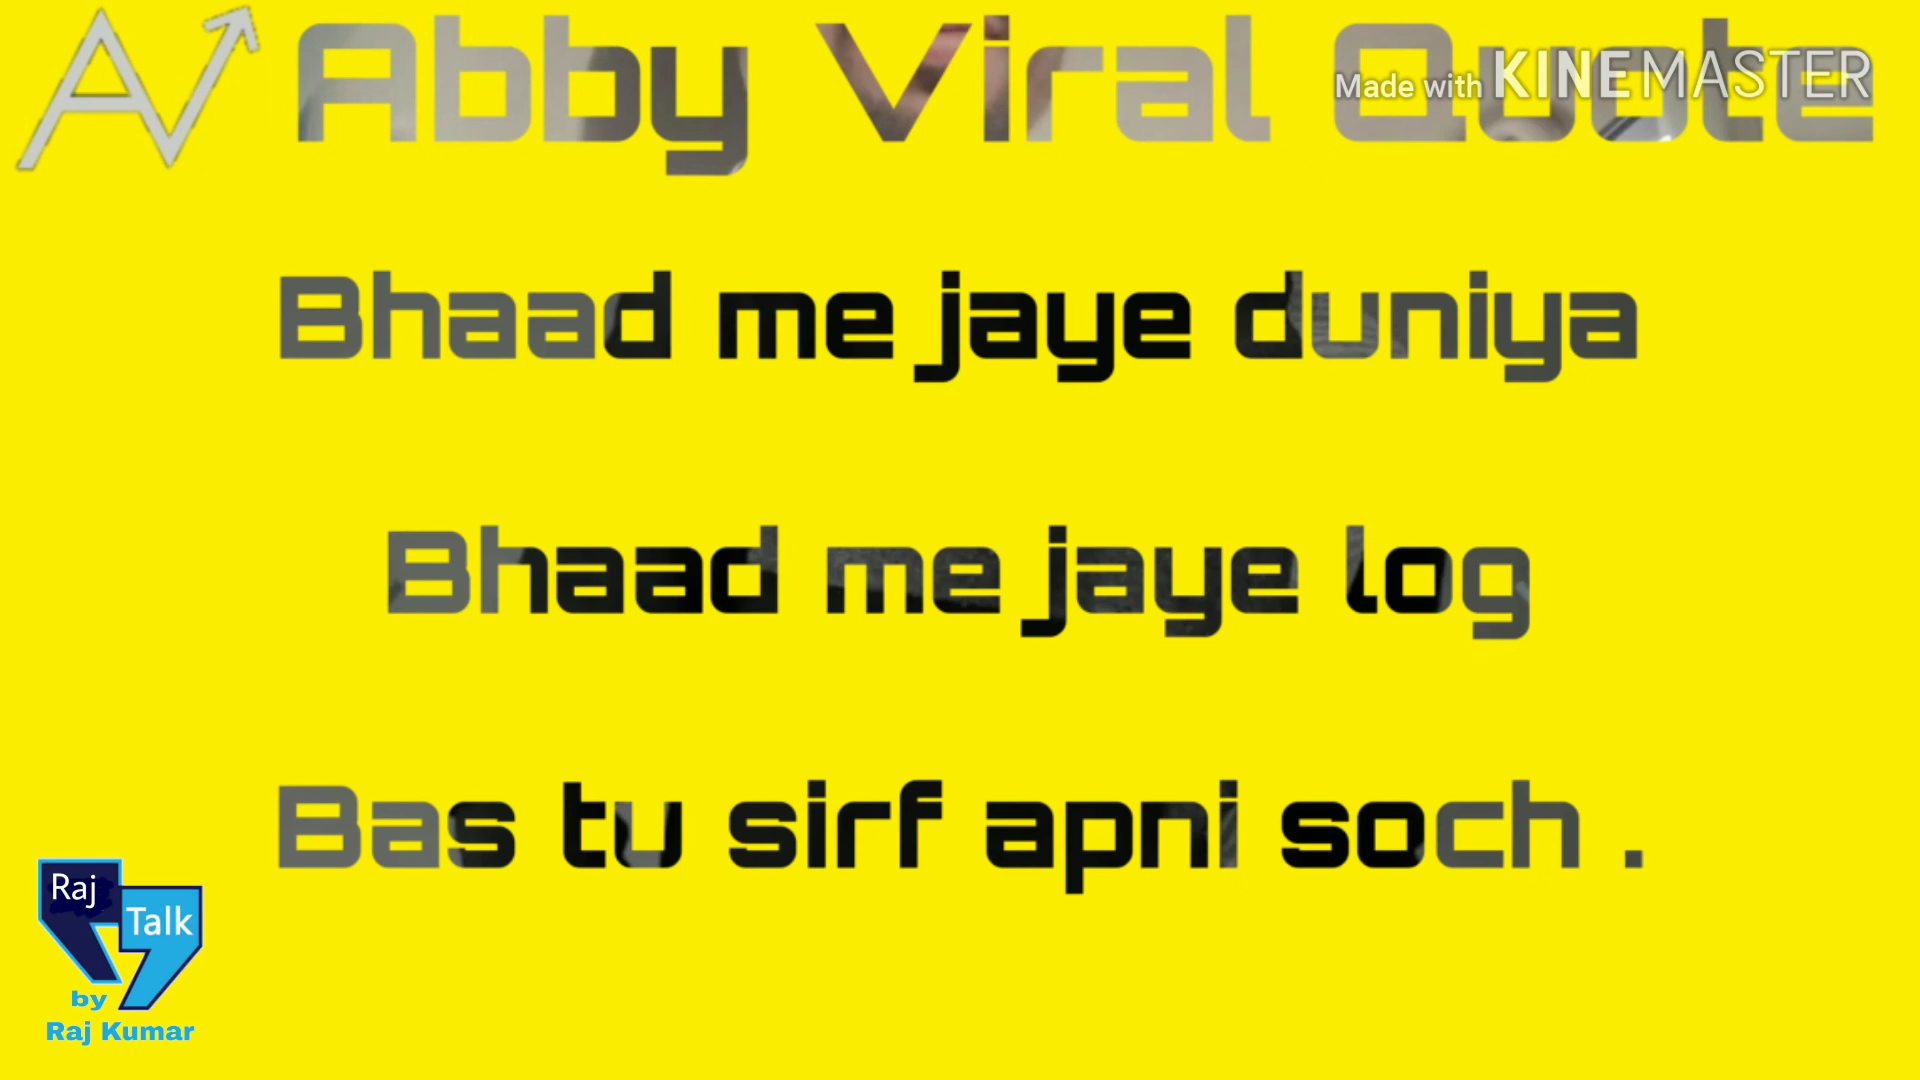 AV Abby Viral Quote
Made with KINEMASTER
Bhaad me jaye duniya
Bhaad me jaye log
Bas tu sirf apni soch .
Raj
Talk
by
Raj Kumar